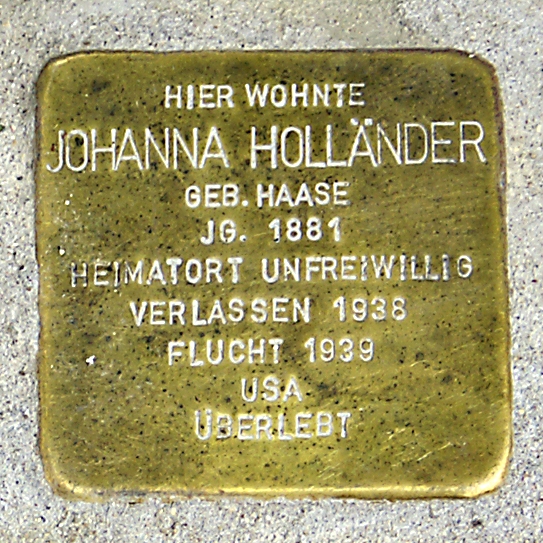 HIER WOHNTE
JOHANNA HOLLÄNDER
GEB. HAASE
JG. 1881
HEIMATORT UNFREIWILLIG
VERLASSEN 1938
FLUCHT 1939
USA
ÜBERLEBT